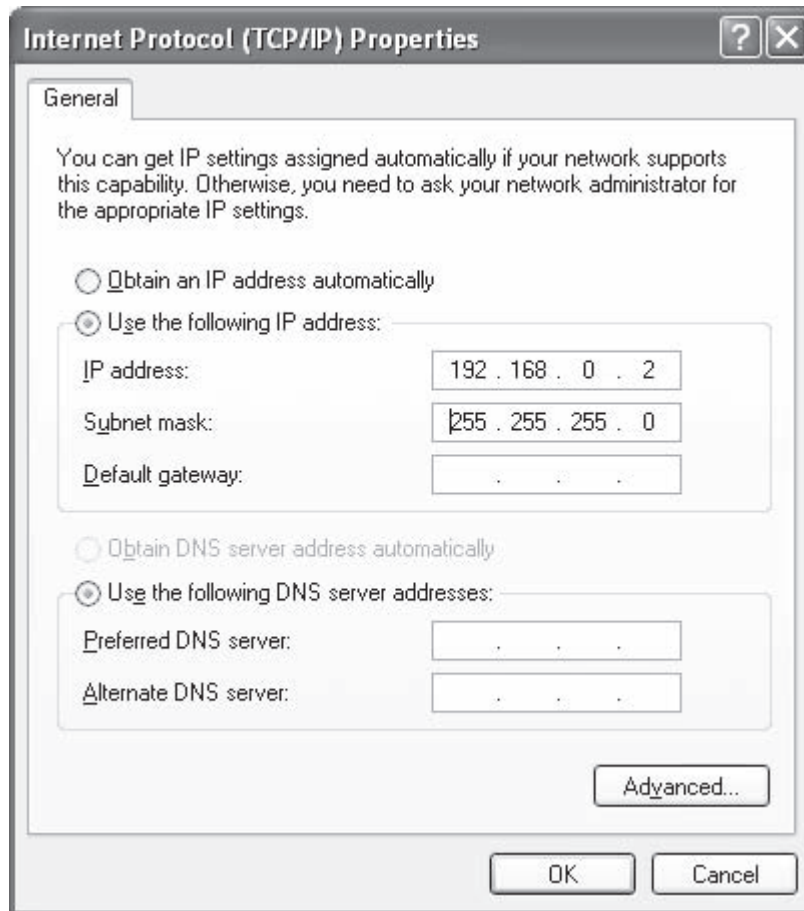 Internet Protocol (TCP/IP) Properties
General
You can get IP settings assigned automatically if your network supports
this capability. Otherwise, you need to ask your network administrator for
the appropriate IP settings.
Obtain an IP address automatically
Use the following IP address:
IP address: 192 . 168 . 0 . 2
Subnet mask: 255 . 255 . 255 . 0
Default gateway: . . .
Obtain DNS server address automatically
Use the following DNS server addresses:
Preferred DNS server: . . .
Alternate DNS server: . . .
Advanced...
OK Cancel